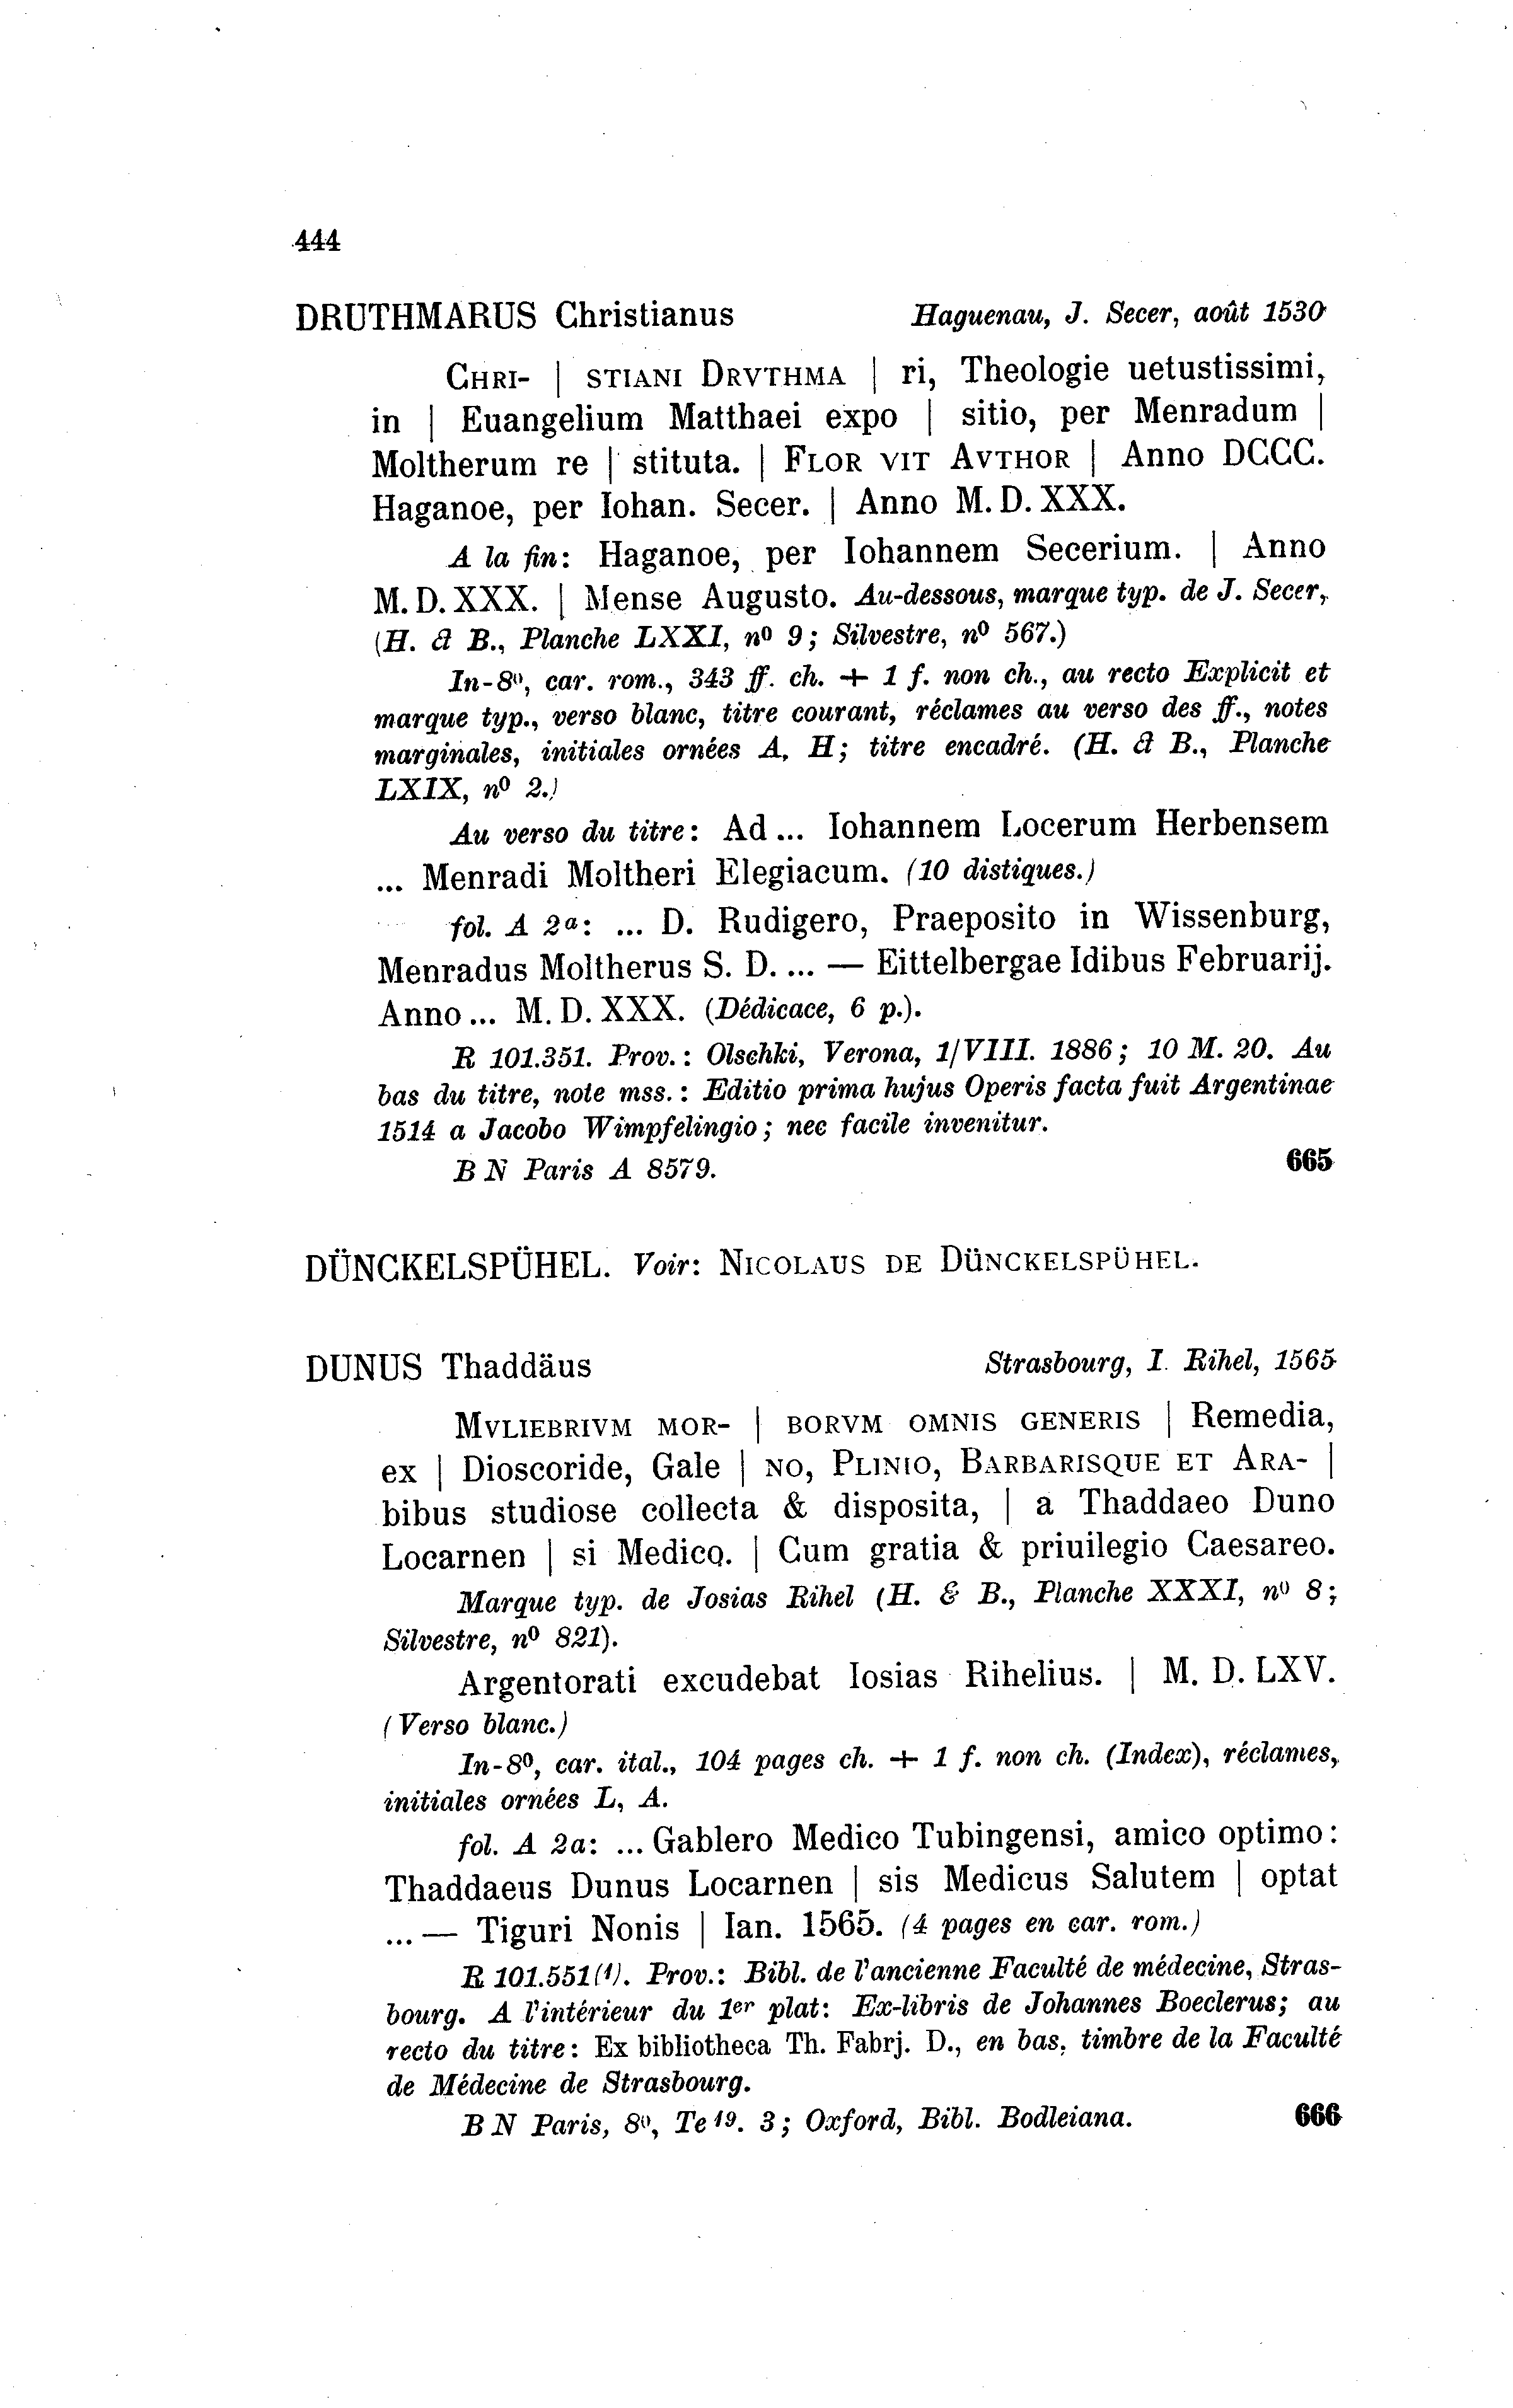 444
DRUTHMARUS Christianus Haguenau, J. Secer, août 1530
CHRI- | STIANI DRVTHMA | ri, Theologie uetustissimi,
in | Euangelium Matthaei expo | sitio, per Menradum |
Moltherum re | stituta. | FLOR VIT AVTHOR | Anno DCCC.
Haganoe, per Iohan. Secer. | Anno M. D. XXX.
A la fin: Haganoe, per Iohannem Secerium. | Anno
M. D. XXX. | Mense Augusto. Au-dessous, marque typ. de J. Secer,
(H. & B., Planche LXXI, nº 9; Silvestre, nº 567.)
In-8º, car. rom., 343 ff. ch. + 1 f. non ch., au recto Explicit et
marque typ., verso blanc, titre courant, réclames au verso des ff., notes
marginales, initiales ornées A, H; titre encadré. (H. & B., Planche
LXIX, nº 2.)
Au verso du titre: Ad ... Iohannem Locerum Herbensem
... Menradi Moltheri Elegiacum. (10 distiques.)
fol. A 2a: ... D. Rudigero, Praeposito in Wissenburg,
Menradus Moltherus S. D. ... — Eittelbergae Idibus Februarij.
Anno ... M. D. XXX. (Dédicace, 6 p.).
R 101.351. Prov.: Olschki, Verona, 1/VIII. 1886; 10 M. 20. Au
bas du titre, note mss.: Editio prima hujus Operis facta fuit Argentinae
1514 a Jacobo Wimpfelingio; nec facile invenitur.
B N Paris A 8579. 665
DÜNCKELSPÜHEL. Voir: NICOLAUS DE DÜNCKELSPÜHEL.
DUNUS Thaddäus Strasbourg, I. Rihel, 1565
MVLIEBRIVM MOR- | BORVM OMNIS GENERIS | Remedia,
ex | Dioscoride, Gale | NO, PLINIO, BARBARISQUE ET ARA- |
bibus studiose collecta & disposita, | a Thaddaeo Duno
Locarnen | si Medico. | Cum gratia & priuilegio Caesareo.
Marque typ. de Josias Rihel (H. & B., Planche XXXI, nº 8;
Silvestre, nº 821).
Argentorati excudebat Iosias Rihelius. | M. D. LXV.
(Verso blanc.)
In-8º, car. ital., 104 pages ch. + 1 f. non ch. (Index), réclames,
initiales ornées L, A.
fol. A 2a: ... Gablero Medico Tubingensi, amico optimo:
Thaddaeus Dunus Locarnen | sis Medicus Salutem | optat
... — Tiguri Nonis | Ian. 1565. (4 pages en car. rom.)
R 101.551(1). Prov.: Bibl. de l'ancienne Faculté de médecine, Stras-
bourg. A l'intérieur du 1er plat: Ex-libris de Johannes Boeclerus; au
recto du titre: Ex bibliotheca Th. Fabrj. D., en bas, timbre de la Faculté
de Médecine de Strasbourg.
B N Paris, 8º, Te 19. 3; Oxford, Bibl. Bodleiana. 666